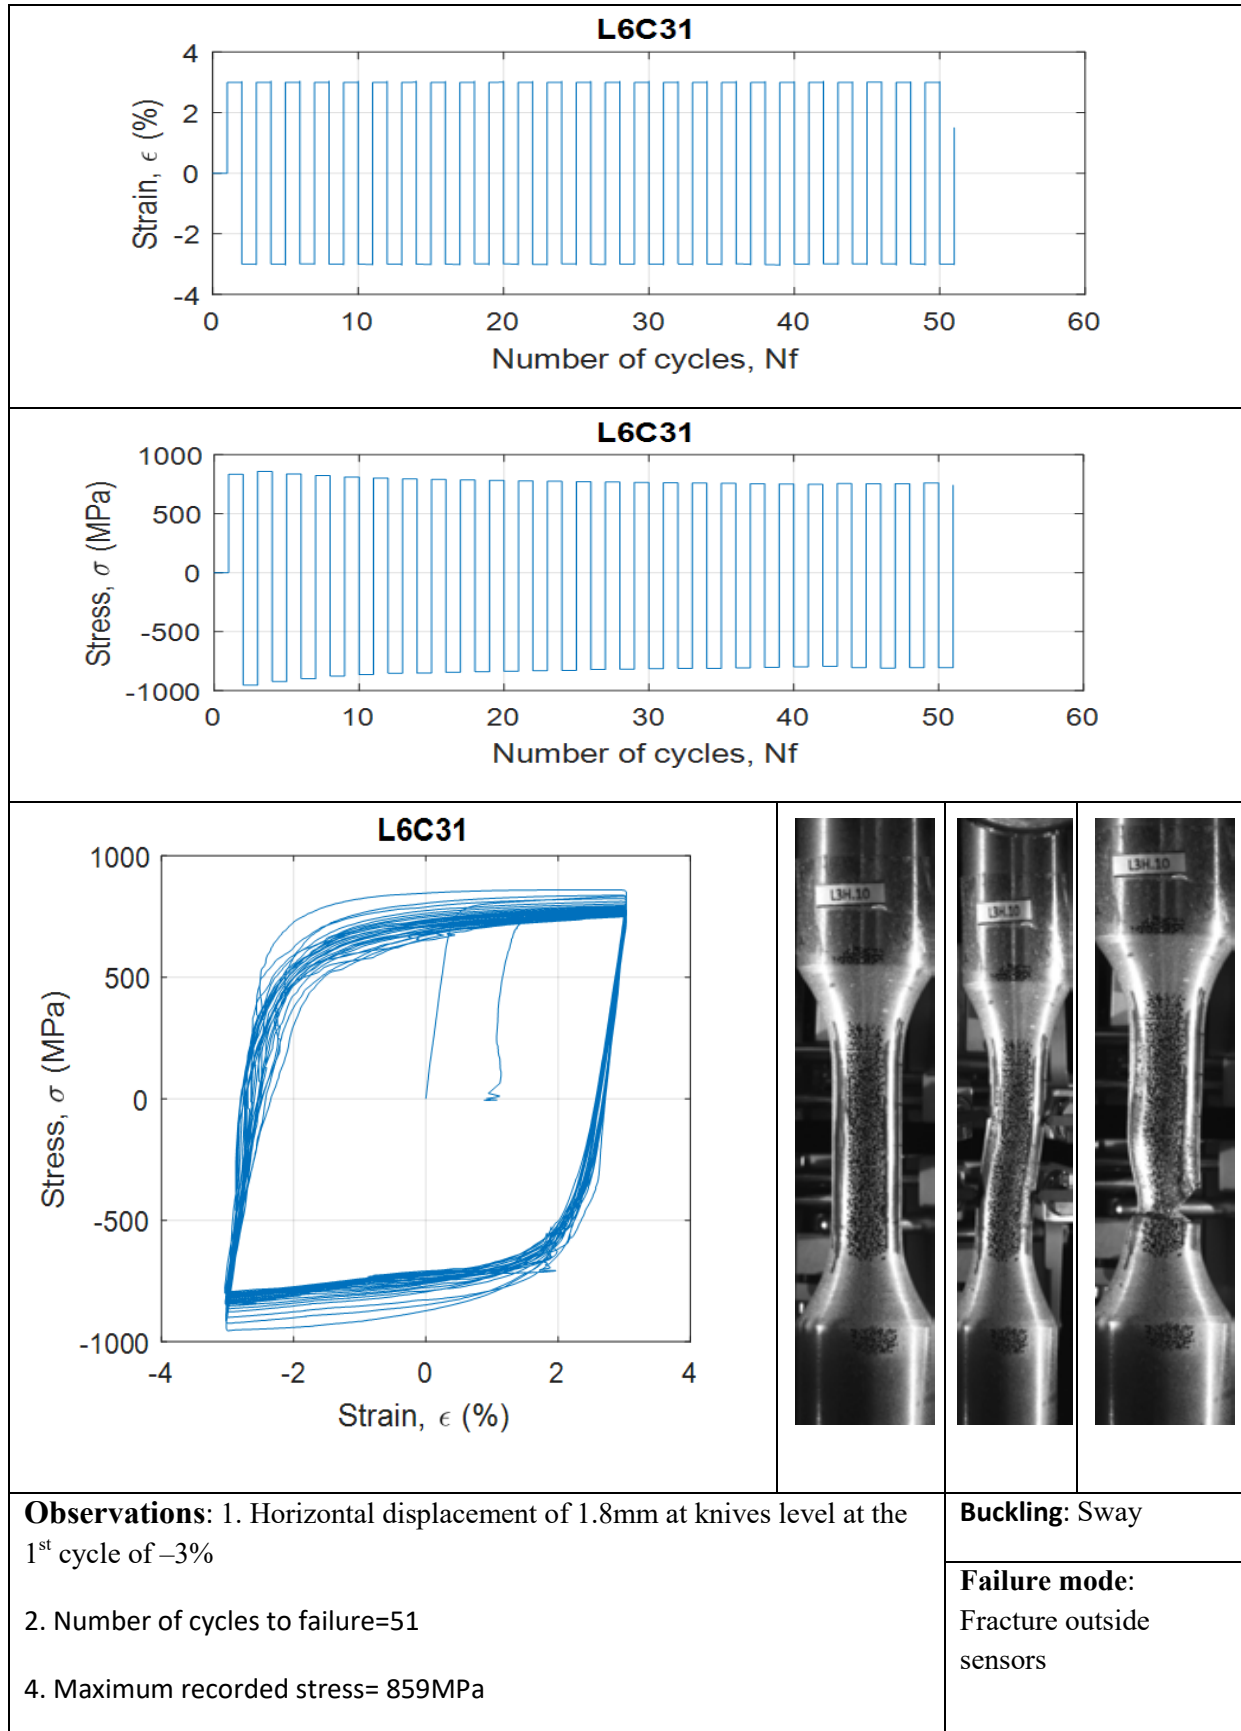 L6C31
4
2
0
-2
-4
Strain, ϵ (%)
0 10 20 30 40 50 60
Number of cycles, Nf
L6C31
1000
500
0
-500
-1000
Stress, σ (MPa)
0 10 20 30 40 50 60
Number of cycles, Nf
L6C31
1000
500
0
-500
-1000
Stress, σ (MPa)
-4 -2 0 2 4
Strain, ϵ (%)
L3H.10
L3H.10
L3H.10
Observations: 1. Horizontal displacement of 1.8mm at knives level at the
1st cycle of –3%
2. Number of cycles to failure=51
4. Maximum recorded stress= 859MPa
Buckling: Sway
Failure mode:
Fracture outside
sensors